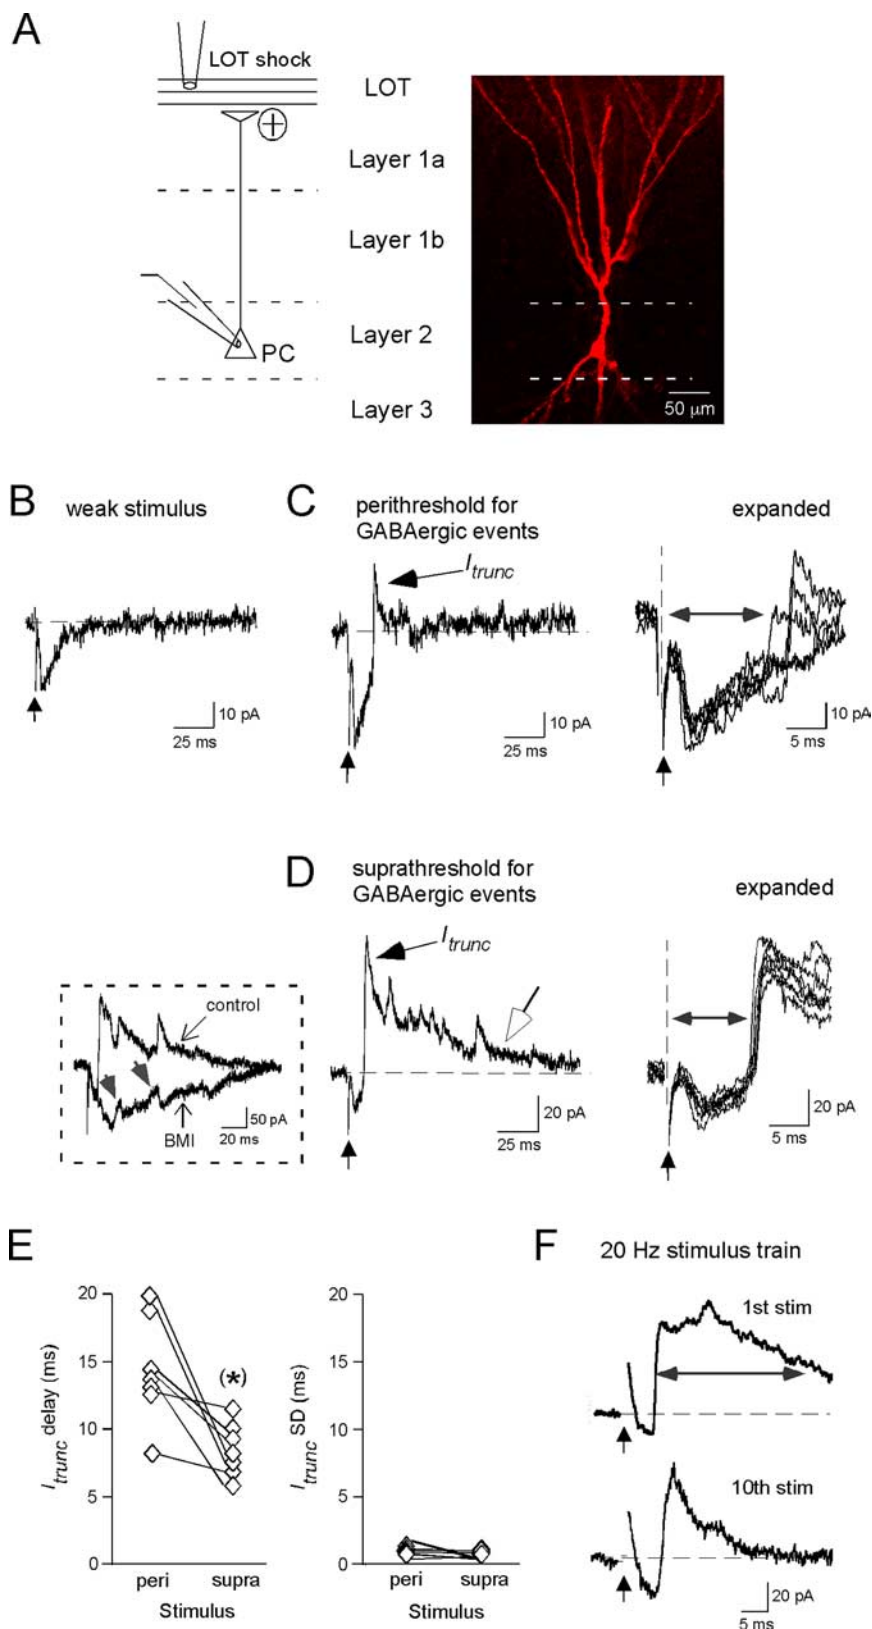 A
LOT shock
LOT
Layer 1a
Layer 1b
Layer 2
PC
Layer 3
50 µm
B
weak stimulus
10 pA
25 ms
C
perithreshold for
GABAergic events
I trunc
10 pA
25 ms
expanded
10 pA
5 ms
control
BMI
50 pA
20 ms
D
suprathreshold for
GABAergic events
I trunc
20 pA
25 ms
expanded
20 pA
5 ms
E
I trunc delay (ms)
20
15
10
5
0
(*)
peri supra
Stimulus
I trunc SD (ms)
20
15
10
5
0
peri supra
Stimulus
F
20 Hz stimulus train
1st stim
10th stim
20 pA
5 ms